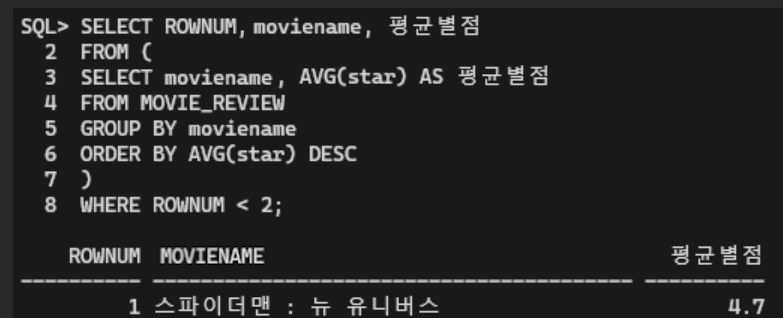 SQL> SELECT ROWNUM, moviename, 평균별점
2 FROM (
3 SELECT moviename, AVG(star) AS 평균별점
4 FROM MOVIE_REVIEW
5 GROUP BY moviename
6 ORDER BY AVG(star) DESC
7 )
8 WHERE ROWNUM < 2;
ROWNUM MOVIENAME 평균별점
---------- ---------------------------------------- ----------
1 스파이더맨 : 뉴 유니버스 4.7